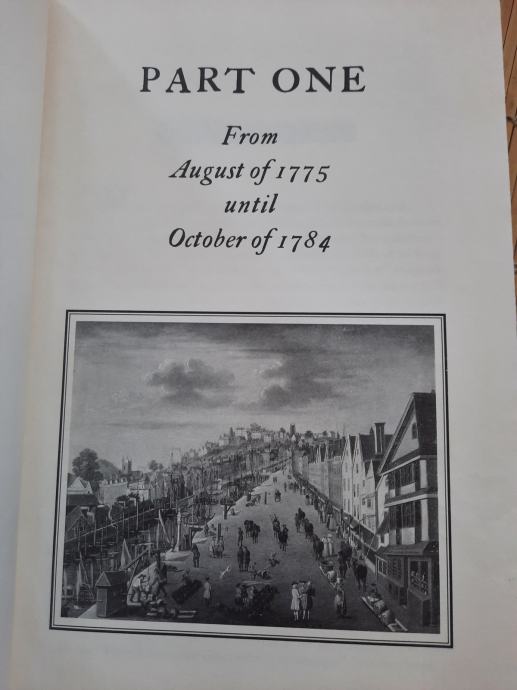 PART ONE
From
August of 1775
until
October of 1784